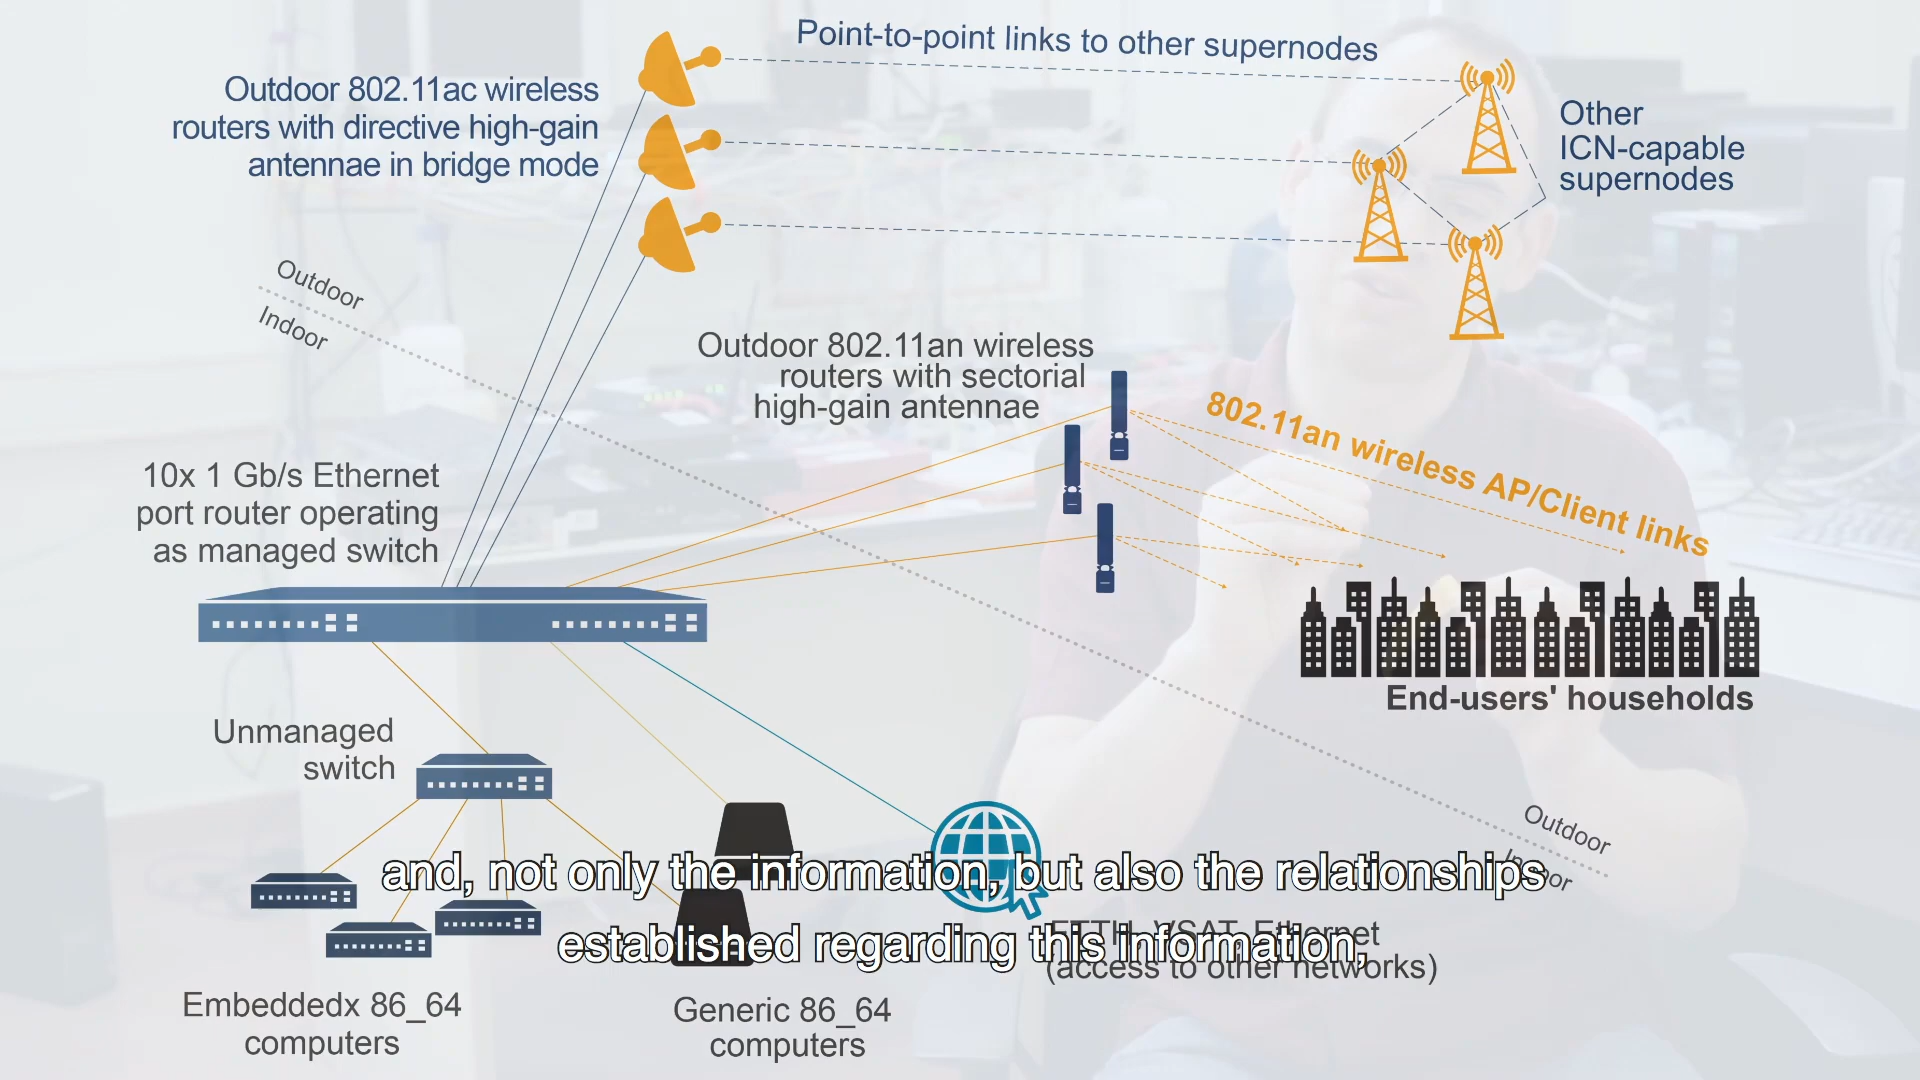 Point-to-point links to other supernodes
Outdoor 802.11ac wireless
routers with directive high-gain
antennae in bridge mode
Other
ICN-capable
supernodes
Outdoor
Indoor
Outdoor 802.11an wireless
routers with sectorial
high-gain antennae
802.11an wireless AP/Client links
10x 1 Gb/s Ethernet
port router operating
as managed switch
End-users' households
Unmanaged
switch
Outdoor
Indoor
and, not only the information, but also the relationships
established regarding this information,
FTTH, VSAT, Ethernet
(access to other networks)
Embeddedx 86_64
computers
Generic 86_64
computers